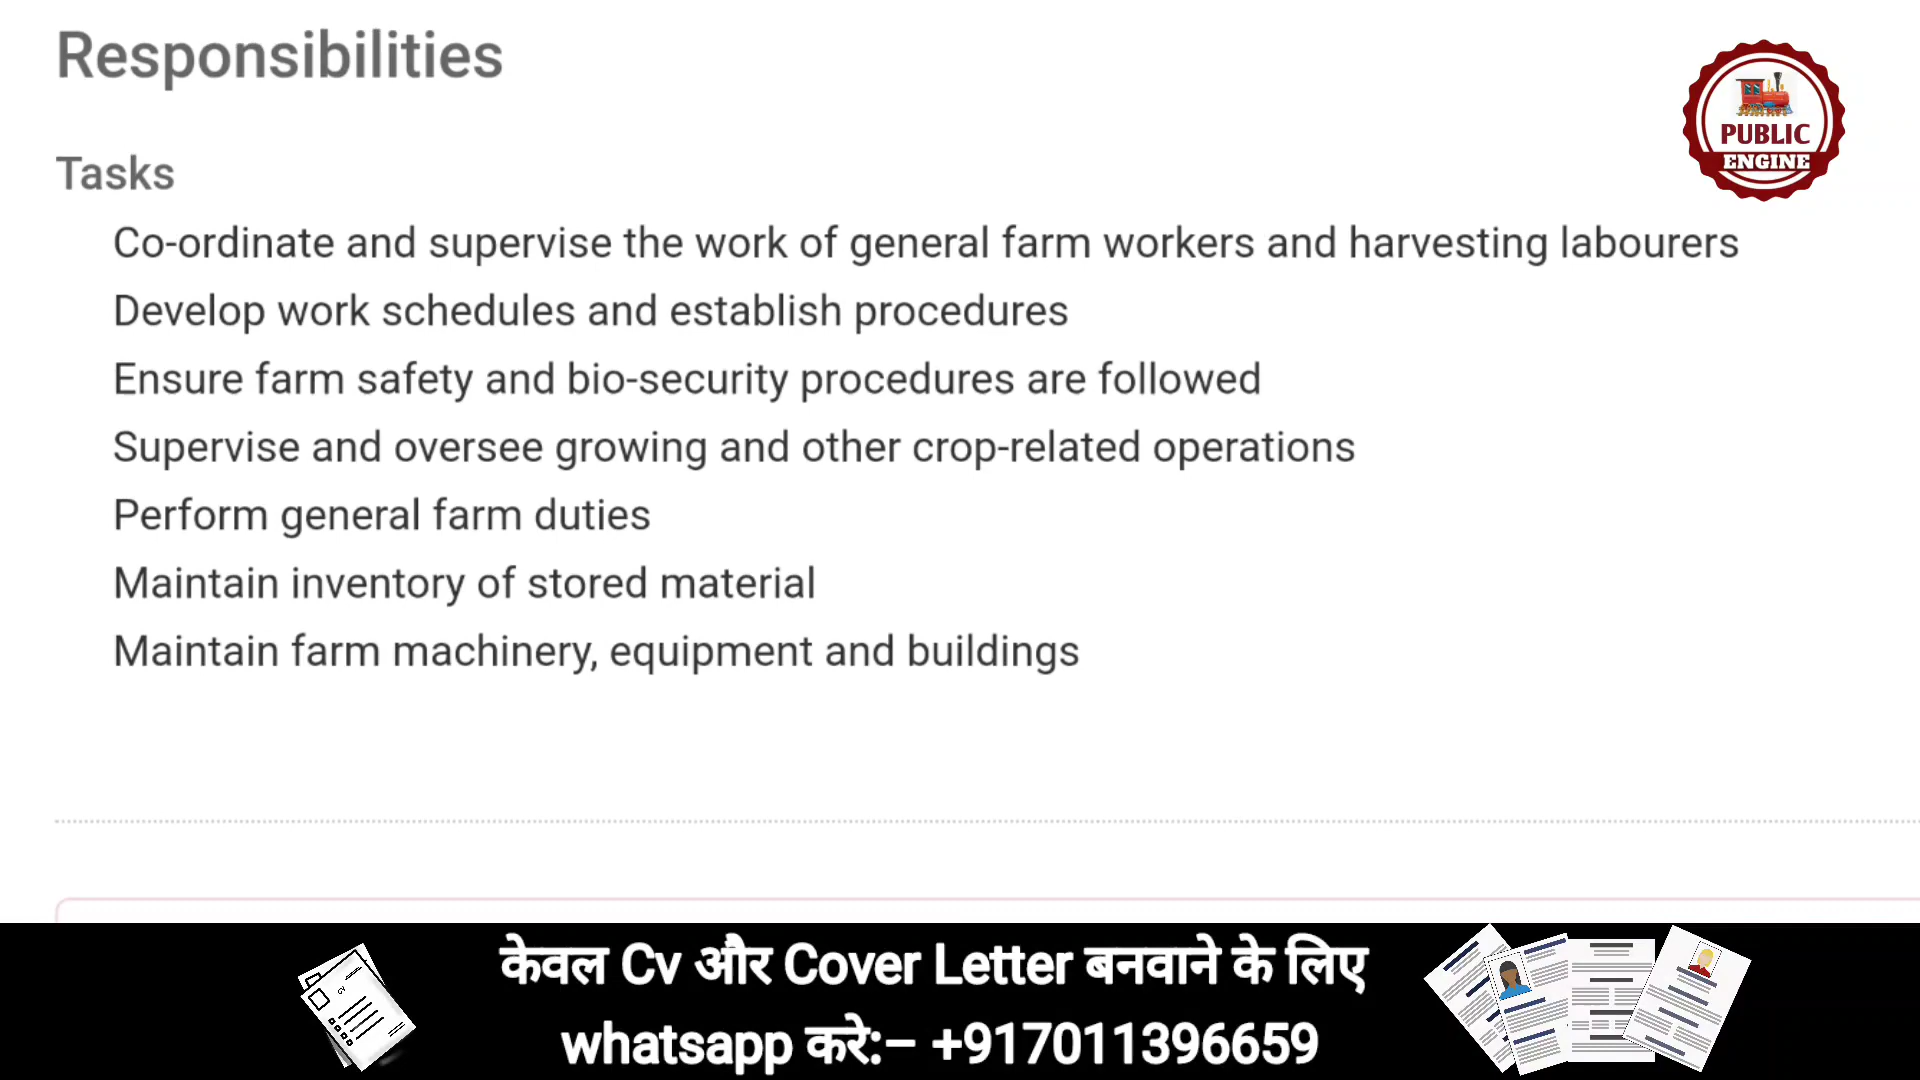 Responsibilities
PUBLIC
ENGINE
Tasks
Co-ordinate and supervise the work of general farm workers and harvesting labourers
Develop work schedules and establish procedures
Ensure farm safety and bio-security procedures are followed
Supervise and oversee growing and other crop-related operations
Perform general farm duties
Maintain inventory of stored material
Maintain farm machinery, equipment and buildings
केवल Cv और Cover Letter बनवाने के लिए
whatsapp करे:– +917011396659
CV